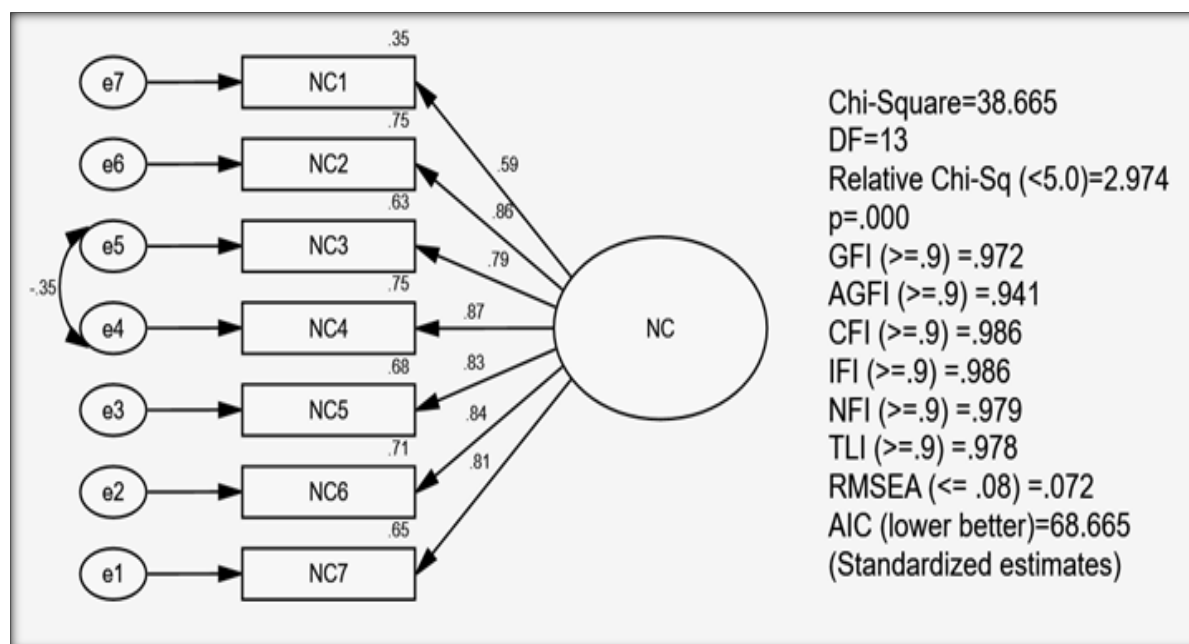 .35
e7
NC1
.75
e6
NC2
.59
.63
.86
e5
NC3
.79
.75
-.35
e4
NC4
.87
NC
.68
.83
e3
NC5
.84
.71
.81
e2
NC6
.65
e1
NC7
Chi-Square=38.665
DF=13
Relative Chi-Sq (<5.0)=2.974
p=.000
GFI (>=.9) =.972
AGFI (>=.9) =.941
CFI (>=.9) =.986
IFI (>=.9) =.986
NFI (>=.9) =.979
TLI (>=.9) =.978
RMSEA (<= .08) =.072
AIC (lower better)=68.665
(Standardized estimates)